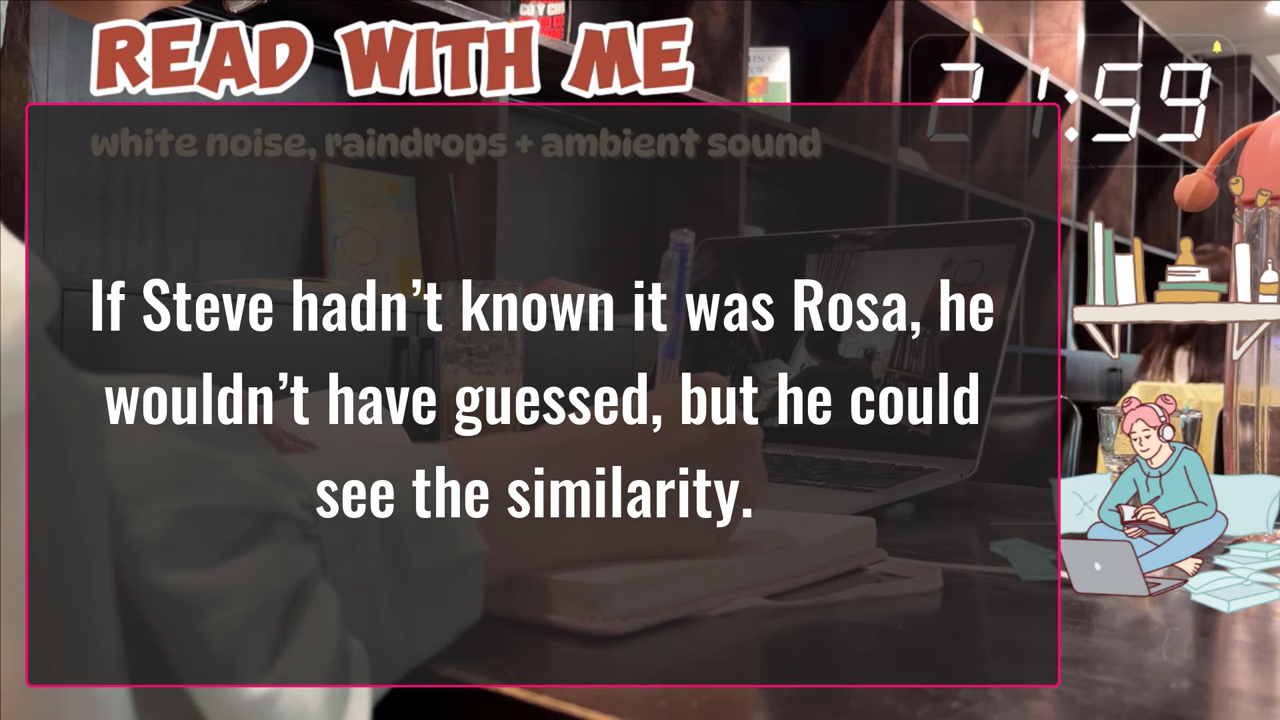 READ WITH ME
21:59
white noise, raindrops + ambient sound
If Steve hadn’t known it was Rosa, he
wouldn’t have guessed, but he could
see the similarity.